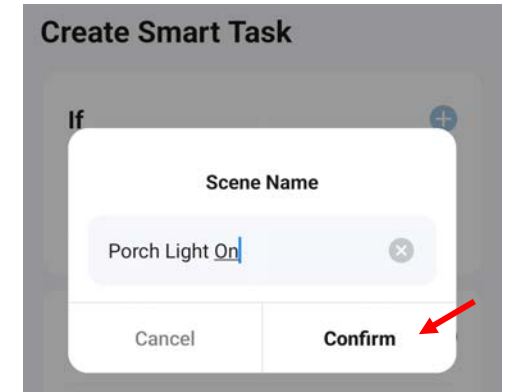 Create Smart Task
If
Scene Name
Porch Light On
Cancel Confirm